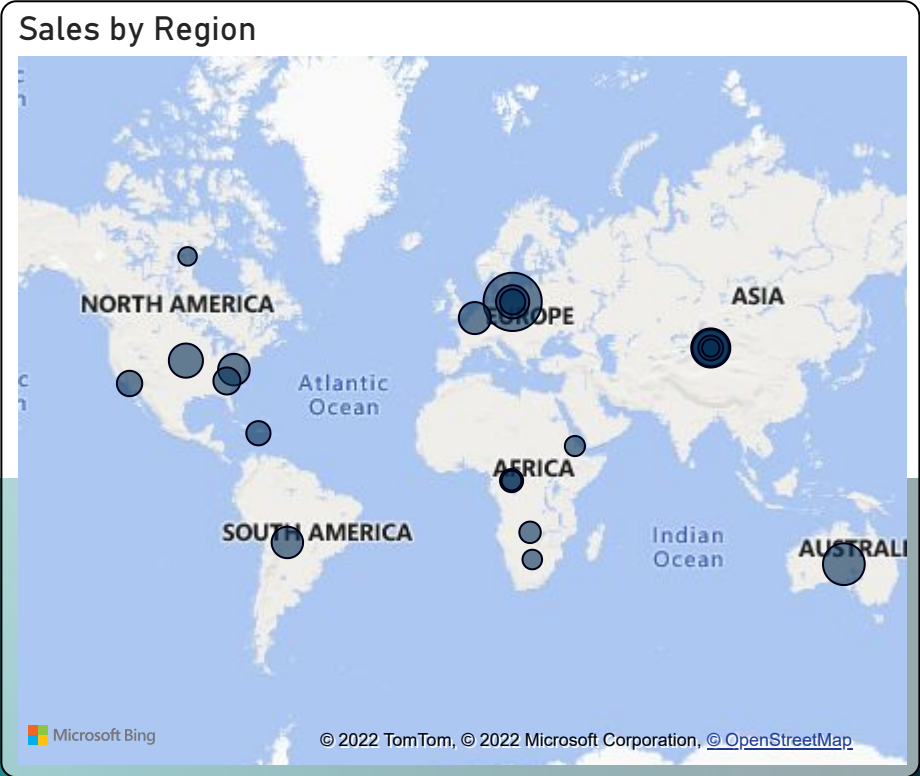 Sales by Region
NORTH AMERICA
EUROPE
ASIA
Atlantic
Ocean
AFRICA
SOUTH AMERICA
Indian
Ocean
AUSTRALI
Microsoft Bing
© 2022 TomTom, © 2022 Microsoft Corporation, © OpenStreetMap